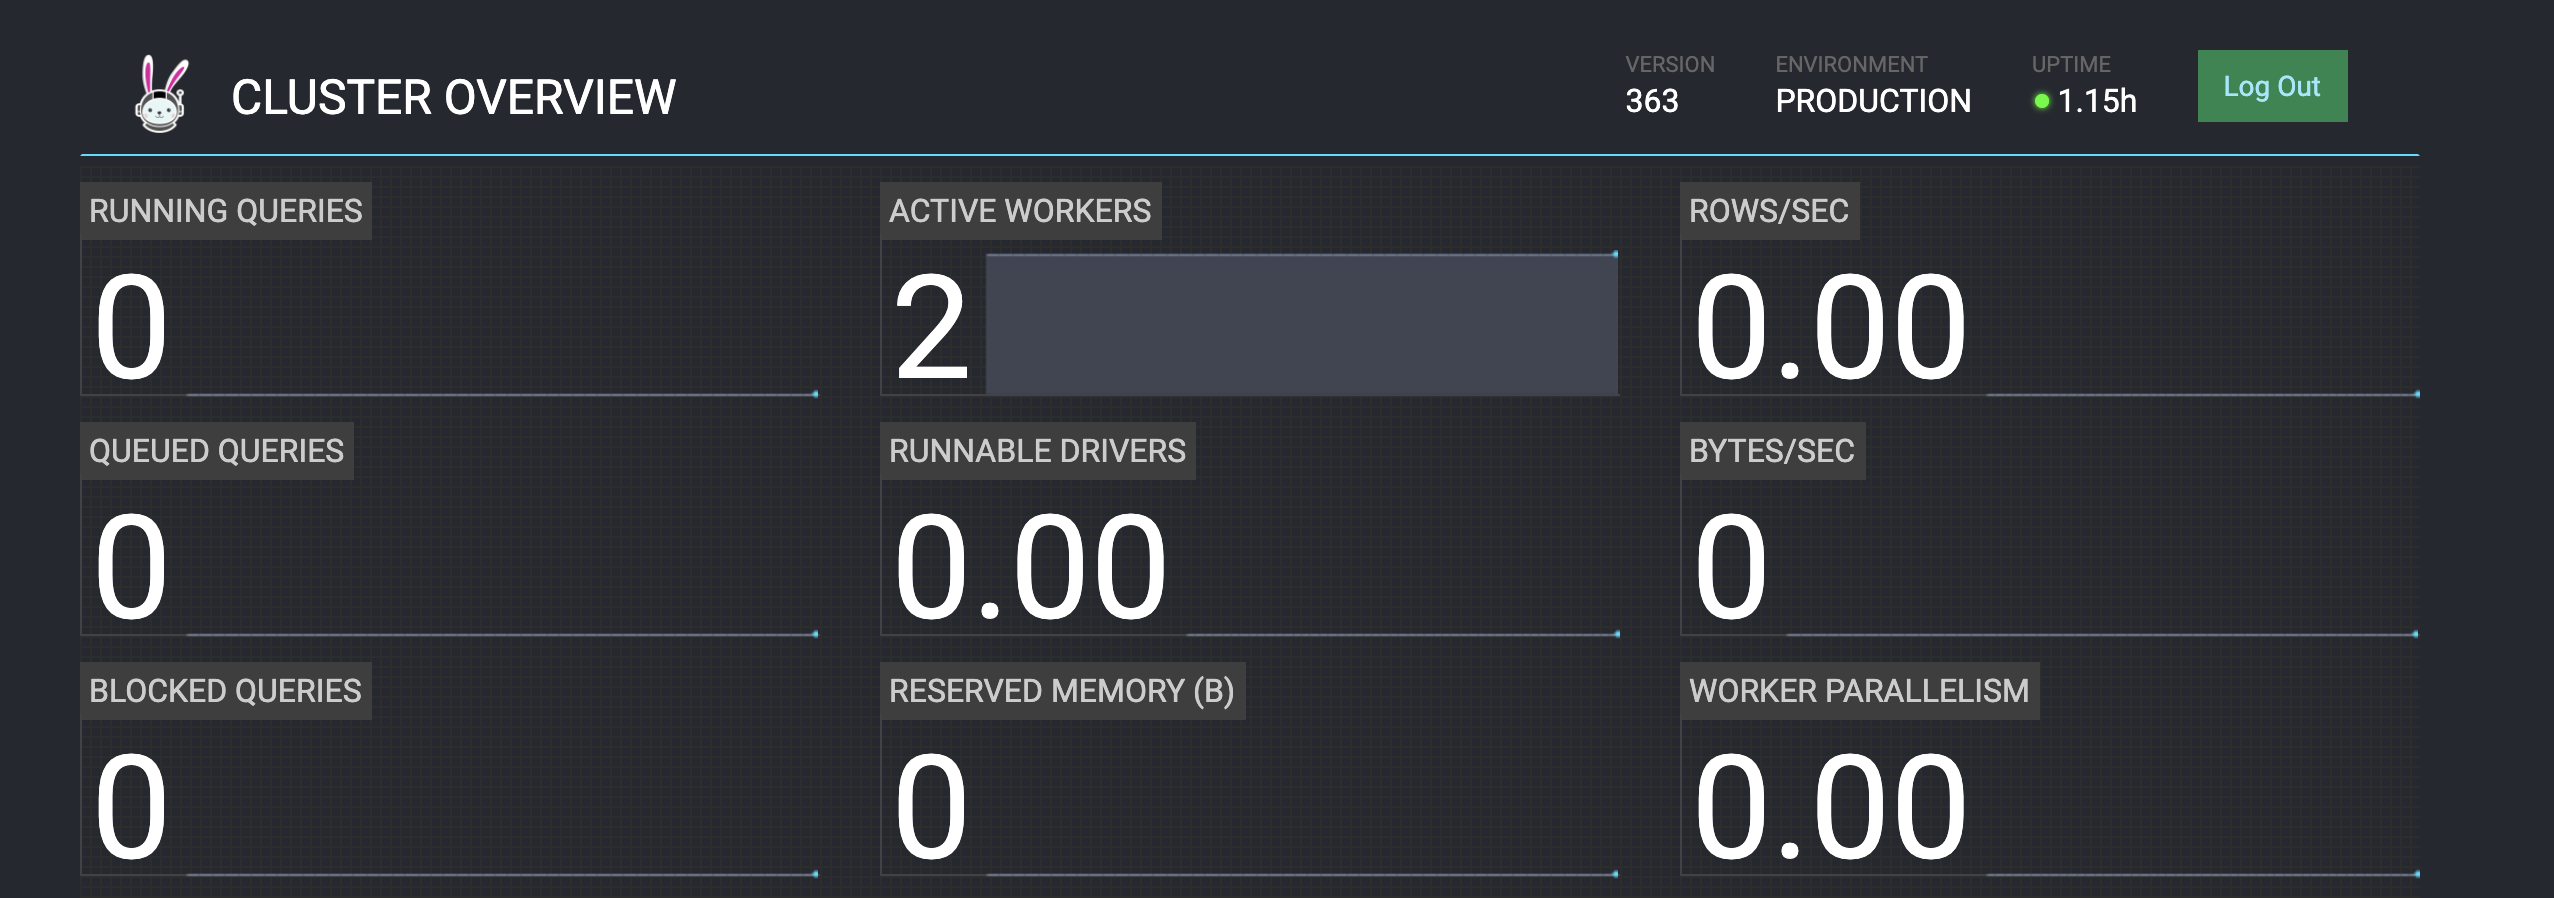 CLUSTER OVERVIEW
VERSION
363
ENVIRONMENT
PRODUCTION
UPTIME
1.15h
Log Out
RUNNING QUERIES
0
ACTIVE WORKERS
2
ROWS/SEC
0.00
QUEUED QUERIES
0
RUNNABLE DRIVERS
0.00
BYTES/SEC
0
BLOCKED QUERIES
0
RESERVED MEMORY (B)
0
WORKER PARALLELISM
0.00